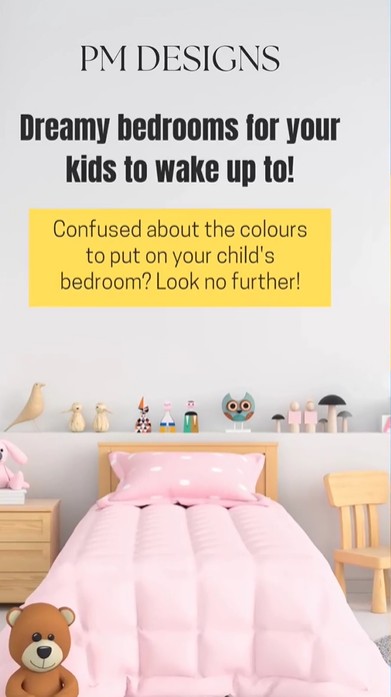 PM DESIGNS
Dreamy bedrooms for your
kids to wake up to!
Confused about the colours
to put on your child's
bedroom? Look no further!